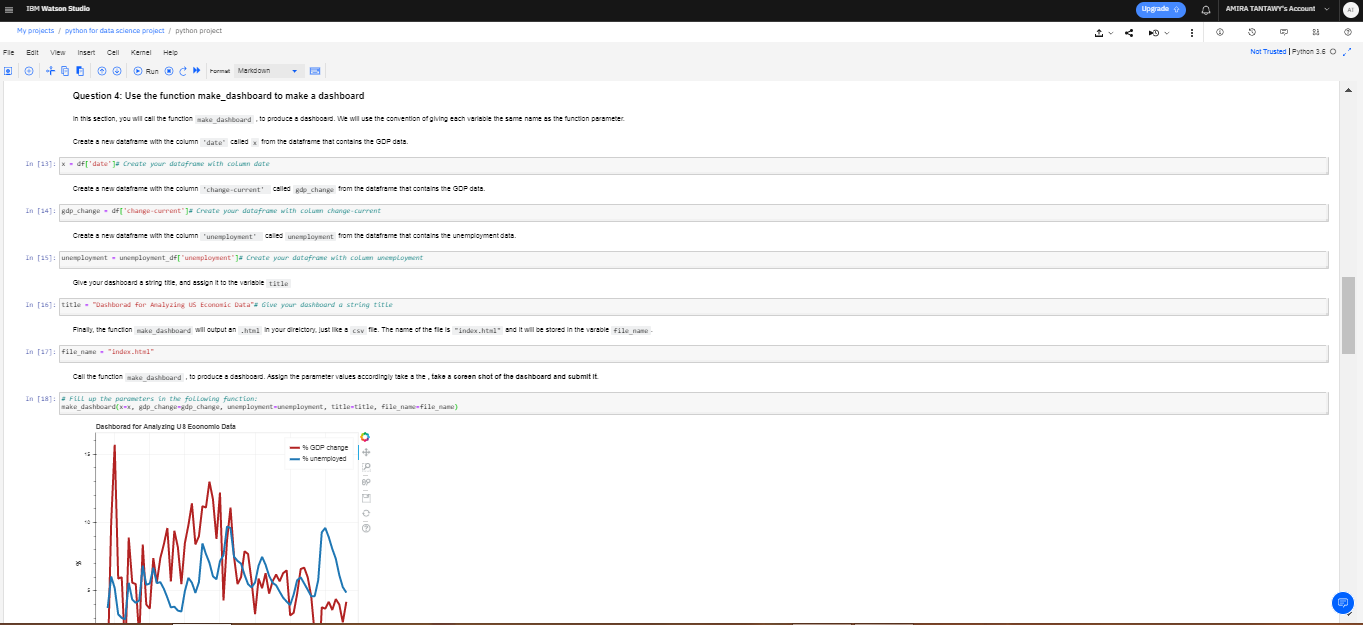 IBM Watson Studio
Upgrade
AMIRA TANTAWY's Account
AT
My projects / python for data science project / python project
File Edit View Insert Cell Kernel Help
Not Trusted | Python 3.6
Run
Format
Markdown
Question 4: Use the function make_dashboard to make a dashboard
In this section, you will call the function make_dashboard , to produce a dashboard. We will use the convention of giving each variable the same name as the function parameter.
Create a new dataframe with the column 'date' called x from the dataframe that contains the GDP data.
In [13]: x = df['date']# Create your dataframe with column date
Create a new dataframe with the column 'change-current' called gdp_change from the dataframe that contains the GDP data.
In [14]: gdp_change = df['change-current']# Create your dataframe with column change-current
Create a new dataframe with the column 'unemployment' called unemployment from the dataframe that contains the unemployment data.
In [15]: unemployment = unemployment_df['unemployment']# Create your dataframe with column unemployment
Give your dashboard a string title, and assign it to the variable title
In [16]: title = "Dashborad for Analyzing US Economic Data"# Give your dashboard a string title
Finally, the function make_dashboard will output an .html in your direictory, just like a csv file. The name of the file is "index.html" and it will be stored in the varable file_name .
In [17]: file_name = "index.html"
Call the function make_dashboard , to produce a dashboard. Assign the parameter values accordingly take a the , take a screen shot of the dashboard and submit it.
In [18]: # Fill up the parameters in the following function:
make_dashboard(x=x, gdp_change=gdp_change, unemployment=unemployment, title=title, file_name=file_name)
Dashborad for Analyzing US Economic Data
% GDP change
% unemployed
15
10
%
5